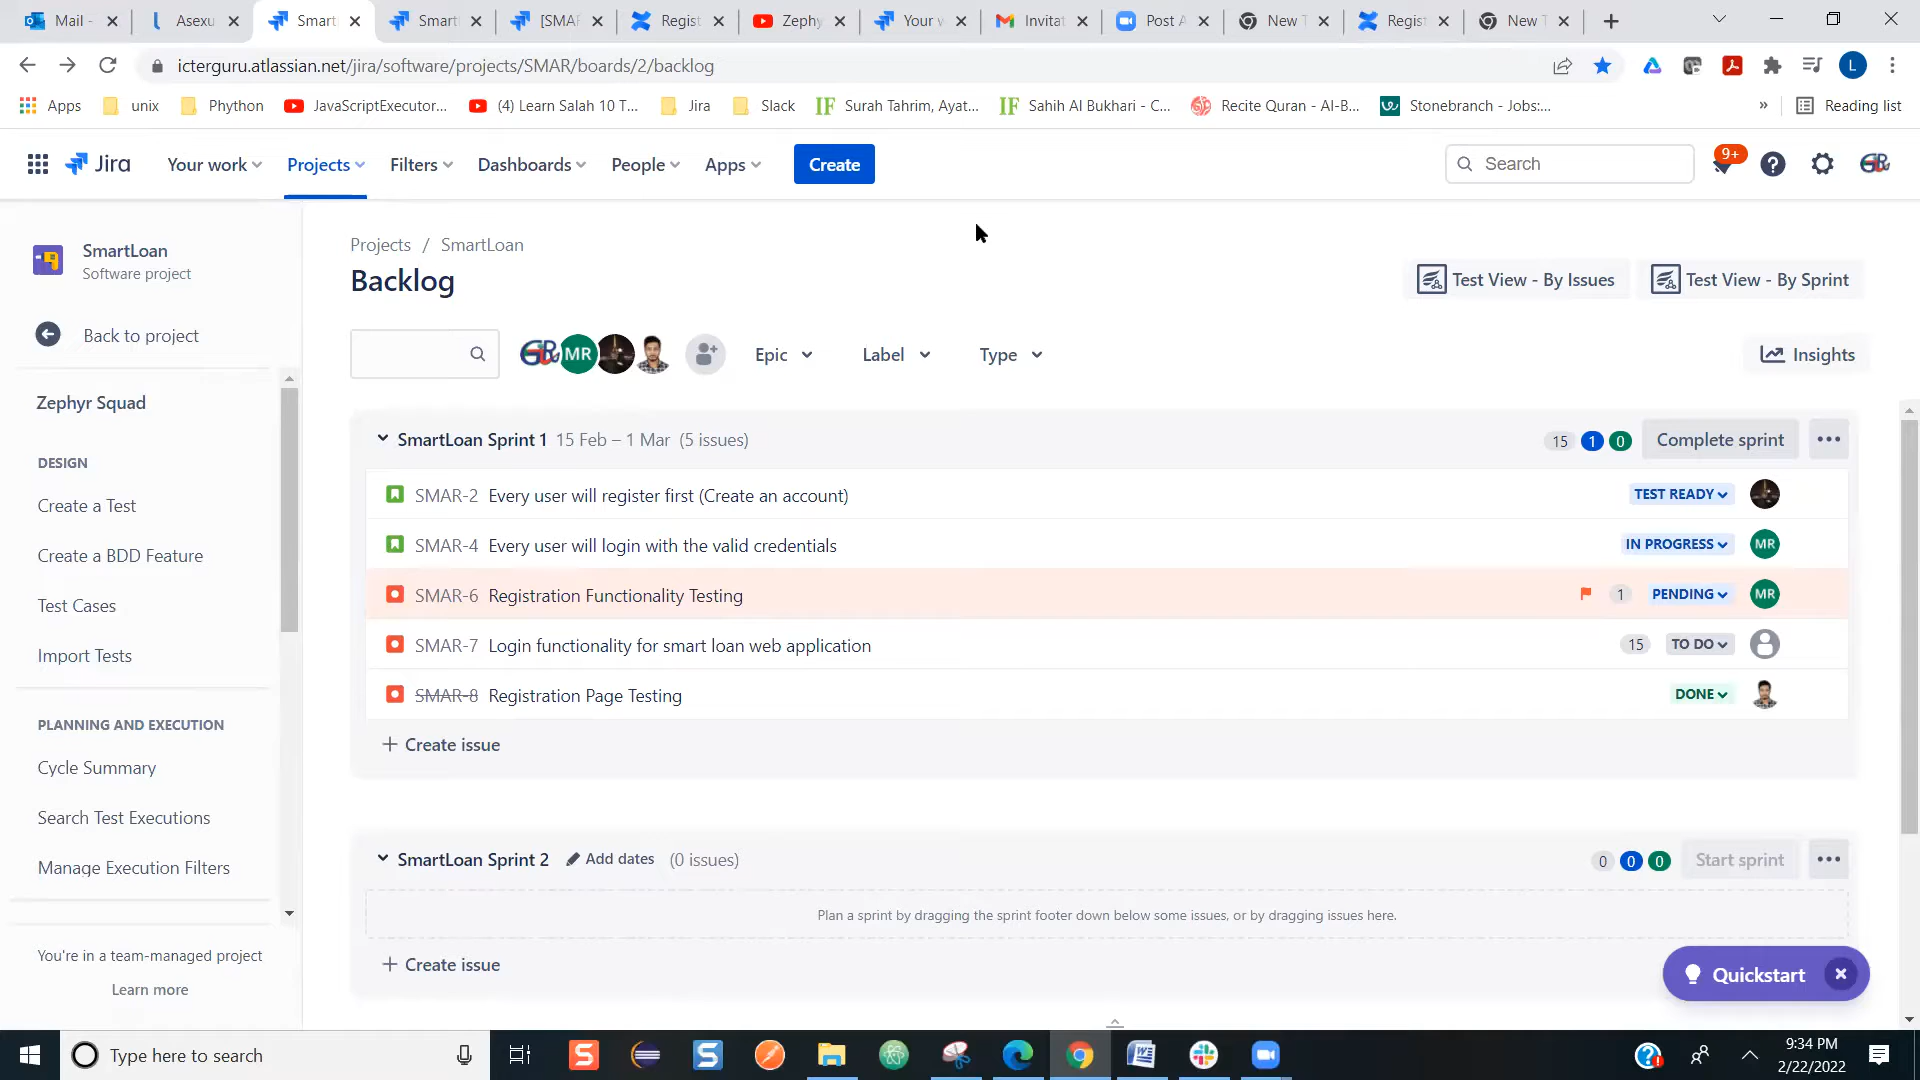 Mail -
Asexu
Smart
Smart
[SMAR
Regist
Zephy
Your w
Invitat
Post A
New T
Regist
New T
icterguru.atlassian.net/jira/software/projects/SMAR/boards/2/backlog
L
Apps
unix
Phython
JavaScriptExecutor...
(4) Learn Salah 10 T...
Jira
Slack
IF Surah Tahrim, Ayat...
IF Sahih Al Bukhari - C...
Recite Quran - Al-B...
Stonebranch - Jobs:...
»
Reading list
Jira
Your work
Projects
Filters
Dashboards
People
Apps
Create
Search
9+
SmartLoan
Software project
Back to project
Zephyr Squad
DESIGN
Create a Test
Create a BDD Feature
Test Cases
Import Tests
PLANNING AND EXECUTION
Cycle Summary
Search Test Executions
Manage Execution Filters
You're in a team-managed project
Learn more
Projects / SmartLoan
Backlog
Test View - By Issues
Test View - By Sprint
MR
Epic
Label
Type
Insights
SmartLoan Sprint 1 15 Feb – 1 Mar (5 issues)
15 1 0
Complete sprint
SMAR-2 Every user will register first (Create an account)
TEST READY
SMAR-4 Every user will login with the valid credentials
IN PROGRESS MR
SMAR-6 Registration Functionality Testing
1 PENDING MR
SMAR-7 Login functionality for smart loan web application
15 TO DO
SMAR-8 Registration Page Testing
DONE
+ Create issue
SmartLoan Sprint 2 Add dates (0 issues)
0 0 0
Start sprint
Plan a sprint by dragging the sprint footer down below some issues, or by dragging issues here.
+ Create issue
Quickstart
Type here to search
9:34 PM
2/22/2022